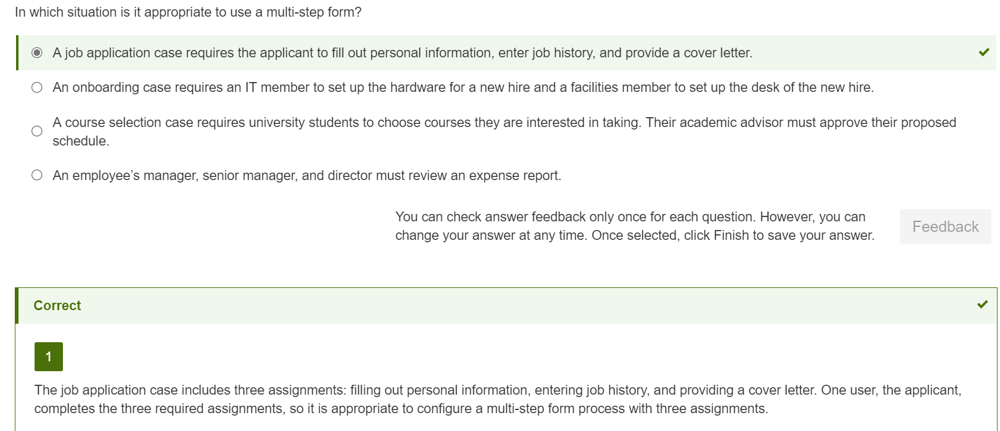 In which situation is it appropriate to use a multi-step form?
A job application case requires the applicant to fill out personal information, enter job history, and provide a cover letter.
An onboarding case requires an IT member to set up the hardware for a new hire and a facilities member to set up the desk of the new hire.
A course selection case requires university students to choose courses they are interested in taking. Their academic advisor must approve their proposed
schedule.
An employee’s manager, senior manager, and director must review an expense report.
You can check answer feedback only once for each question. However, you can
change your answer at any time. Once selected, click Finish to save your answer.
Feedback
Correct
1
The job application case includes three assignments: filling out personal information, entering job history, and providing a cover letter. One user, the applicant,
completes the three required assignments, so it is appropriate to configure a multi-step form process with three assignments.